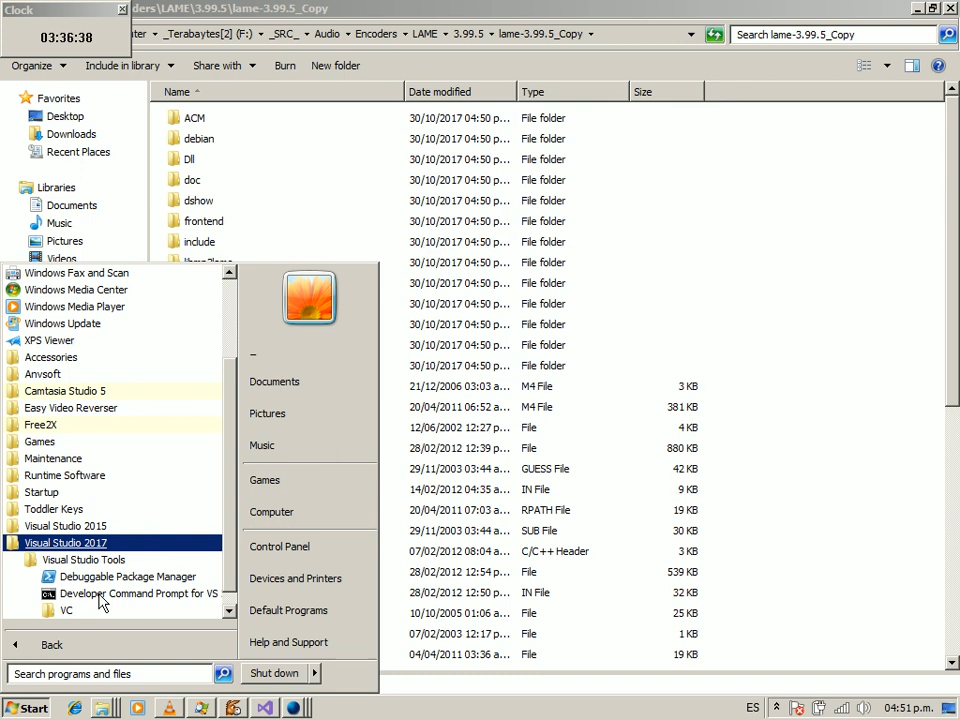 Clock
ders\LAME\3.99.5\lame-3.99.5_Copy
03:36:38
_Terabytes[2] (F:) _SRC_ Audio Encoders LAME 3.99.5 lame-3.99.5_Copy
Search lame-3.99.5_Copy
Organize Include in library Share with Burn New folder
Name Date modified Type Size
Favorites
Desktop
Downloads
Recent Places
Libraries
Documents
Music
Pictures
Videos
ACM 30/10/2017 04:50 p... File folder
debian 30/10/2017 04:50 p... File folder
Dll 30/10/2017 04:50 p... File folder
doc 30/10/2017 04:50 p... File folder
dshow 30/10/2017 04:50 p... File folder
frontend 30/10/2017 04:50 p... File folder
include 30/10/2017 04:50 p... File folder
30/10/2017 04:50 p... File folder
30/10/2017 04:50 p... File folder
30/10/2017 04:50 p... File folder
30/10/2017 04:50 p... File folder
30/10/2017 04:50 p... File folder
30/10/2017 04:50 p... File folder
21/12/2006 03:03 a... M4 File 3 KB
20/04/2011 06:52 a... M4 File 381 KB
12/06/2002 12:27 p... File 4 KB
28/02/2012 12:39 p... File 880 KB
29/11/2003 03:44 a... GUESS File 42 KB
14/02/2012 04:35 a... IN File 9 KB
20/04/2011 07:03 a... RPATH File 19 KB
29/11/2003 03:44 a... SUB File 30 KB
07/02/2012 08:04 a... C/C++ Header 3 KB
28/02/2012 12:54 p... File 539 KB
28/02/2012 12:54 p... IN File 32 KB
10/10/2005 01:06 a... File 25 KB
07/02/2003 12:17 p... File 1 KB
04/04/2011 03:36 a... File 19 KB
Windows Fax and Scan
Windows Media Center
Windows Media Player
Windows Update
XPS Viewer
Accessories
Anvsoft
Camtasia Studio 5
Easy Video Reverser
Free2X
Games
Maintenance
Runtime Software
Startup
Toddler Keys
Visual Studio 2015
Visual Studio 2017
Visual Studio Tools
Debuggable Package Manager
Developer Command Prompt for VS
VC
Back
Search programs and files
_
Documents
Pictures
Music
Games
Computer
Control Panel
Devices and Printers
Default Programs
Help and Support
Shut down
Start
ES
04:51 p.m.